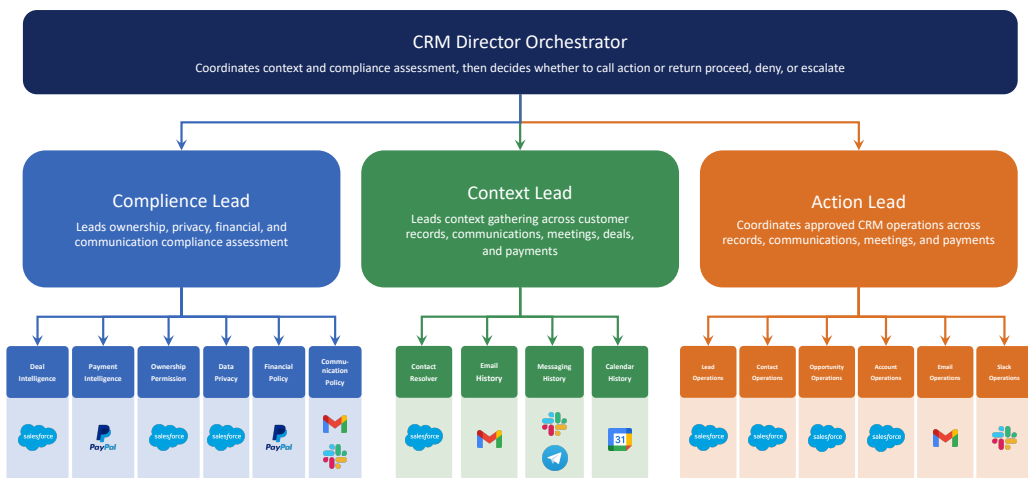 CRM Director Orchestrator
Coordinates context and compliance assessment, then decides whether to call action or return proceed, deny, or escalate
Complience Lead
Leads ownership, privacy, financial, and
communication compliance assessment
Context Lead
Leads context gathering across customer
records, communications, meetings, deals,
and payments
Action Lead
Coordinates approved CRM operations across
records, communications, meetings, and payments
Deal
Intelligence
Payment
Intelligence
Ownership
Permission
Data
Privacy
Financial
Policy
Commu-
nication
Policy
Contact
Resolver
Email
History
Messaging
History
Calendar
History
Lead
Operations
Contact
Operations
Opportunity
Operations
Account
Operations
Email
Operations
Slack
Operations
salesforce
PayPal
salesforce
salesforce
PayPal
salesforce
31
salesforce
salesforce
salesforce
salesforce